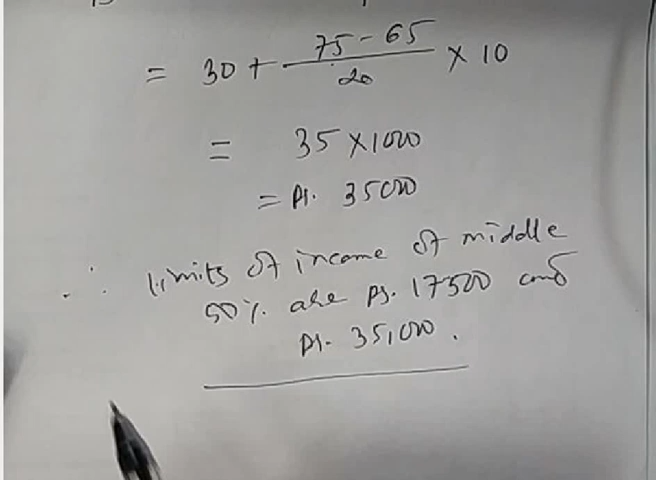 = 30 + 75 - 65 / 20 × 10
= 35 × 1000
= Rs. 35000
∴ limits of income of middle
50% are Rs. 17500 and
Rs. 35,000.